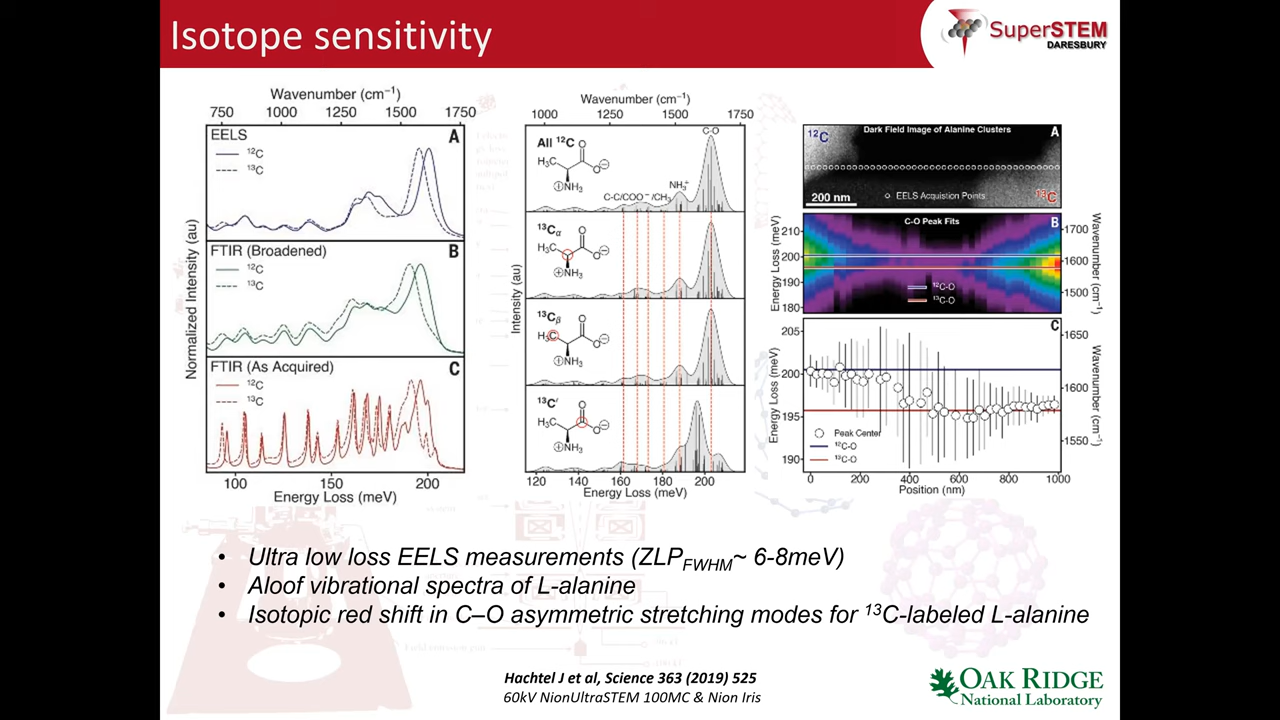 Isotope sensitivity
SuperSTEM
DARESBURY
Wavenumber (cm⁻¹)
750 1000 1250 1500 1750
EELS
A
¹²C
¹³C
FTIR (Broadened)
B
¹²C
¹³C
FTIR (As Acquired)
C
¹²C
¹³C
Normalized Intensity (au)
100 150 200
Energy Loss (meV)
Wavenumber (cm⁻¹)
1000 1250 1500 1750
All ¹²C
C-O
H₃C
O
O⊖
⊕NH₃
NH₃⁺
C-C/COO⁻/CH₃
¹³Cα
H₃C
O
O⊖
⊕NH₃
¹³Cβ
H₃C
O
O⊖
⊕NH₃
¹³C′
H₃C
O
O⊖
⊕NH₃
Intensity (au)
120 140 160 180 200
Energy Loss (meV)
¹²C
Dark Field Image of Alanine Clusters
A
200 nm
EELS Acquistion Points
¹³C
C-O Peak Fits
B
210
200
190
180
Energy Loss (meV)
1700
1600
1500
Wavenumber (cm⁻¹)
¹²C-O
¹³C-O
C
205
200
195
190
Energy Loss (meV)
1650
1600
1550
Wavenumber (cm⁻¹)
Peak Center
¹²C-O
¹³C-O
0 200 400 600 800 1000
Position (nm)
• Ultra low loss EELS measurements (ZLP_FWHM~ 6-8meV)
• Aloof vibrational spectra of L-alanine
• Isotopic red shift in C–O asymmetric stretching modes for ¹³C-labeled L-alanine
Hachtel J et al, Science 363 (2019) 525
60kV NionUltraSTEM 100MC & Nion Iris
OAK RIDGE
National Laboratory